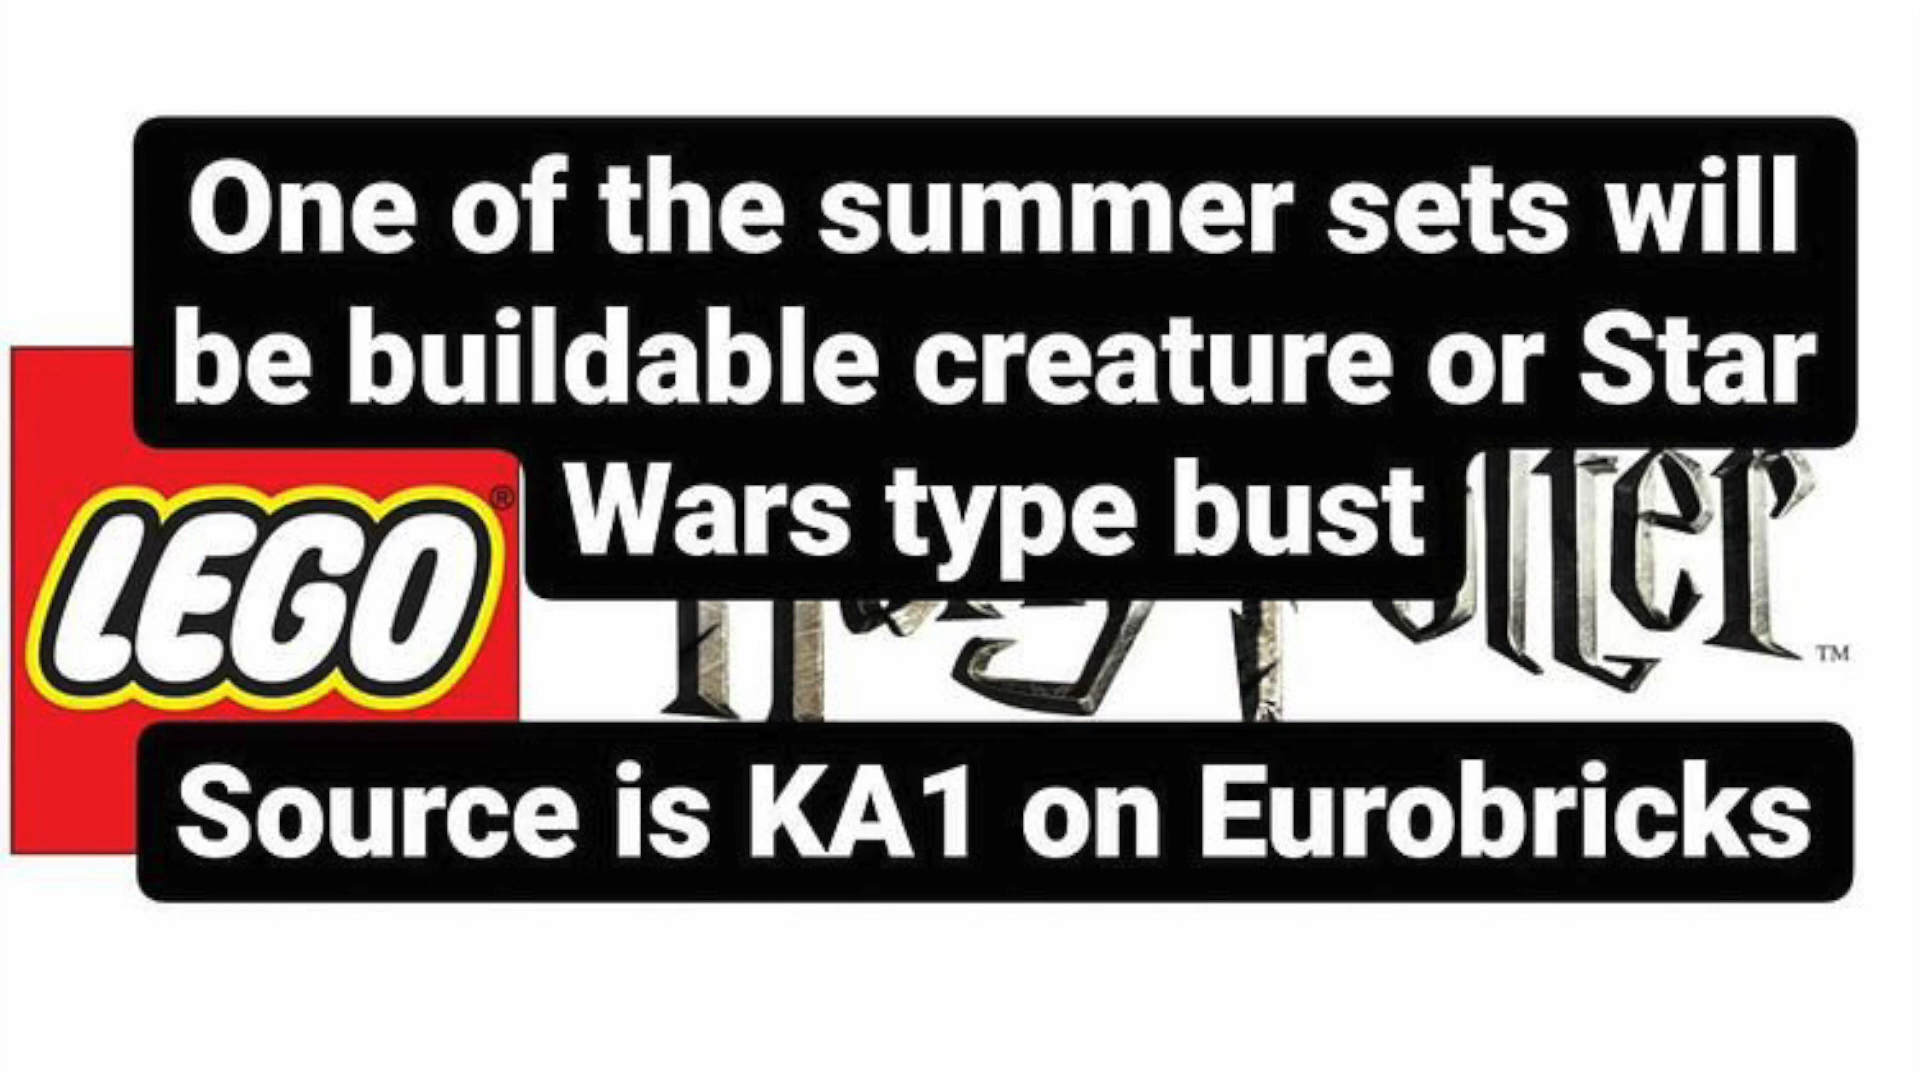 One of the summer sets will
be buildable creature or Star
Wars type bust
LEGO®
tter™
Source is KA1 on Eurobricks